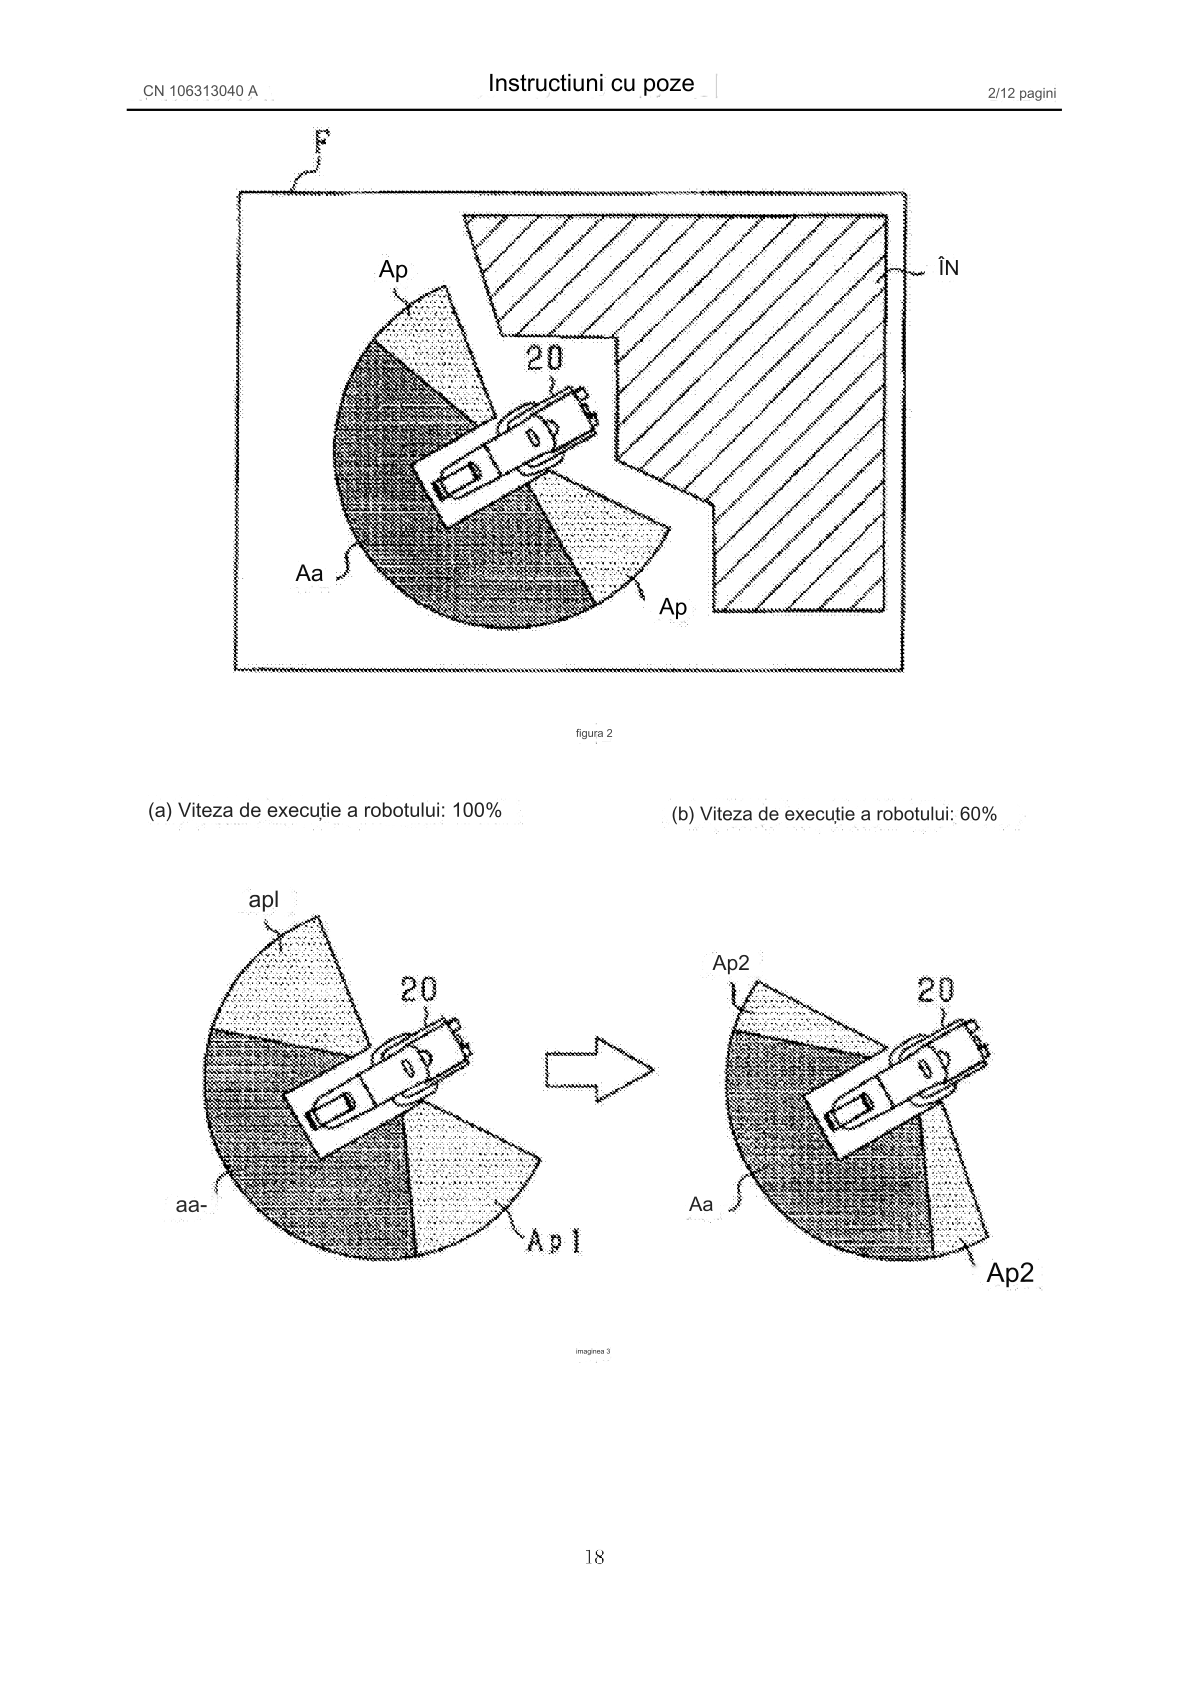 CN 106313040 A
Instructiuni cu poze
2/12 pagini
F
ÎN
Ap
20
Aa
Ap
figura 2
(a) Viteza de execuție a robotului: 100%
(b) Viteza de execuție a robotului: 60%
apl
20
Ap2
20
aa-
Ap1
Aa
Ap2
imaginea 3
18